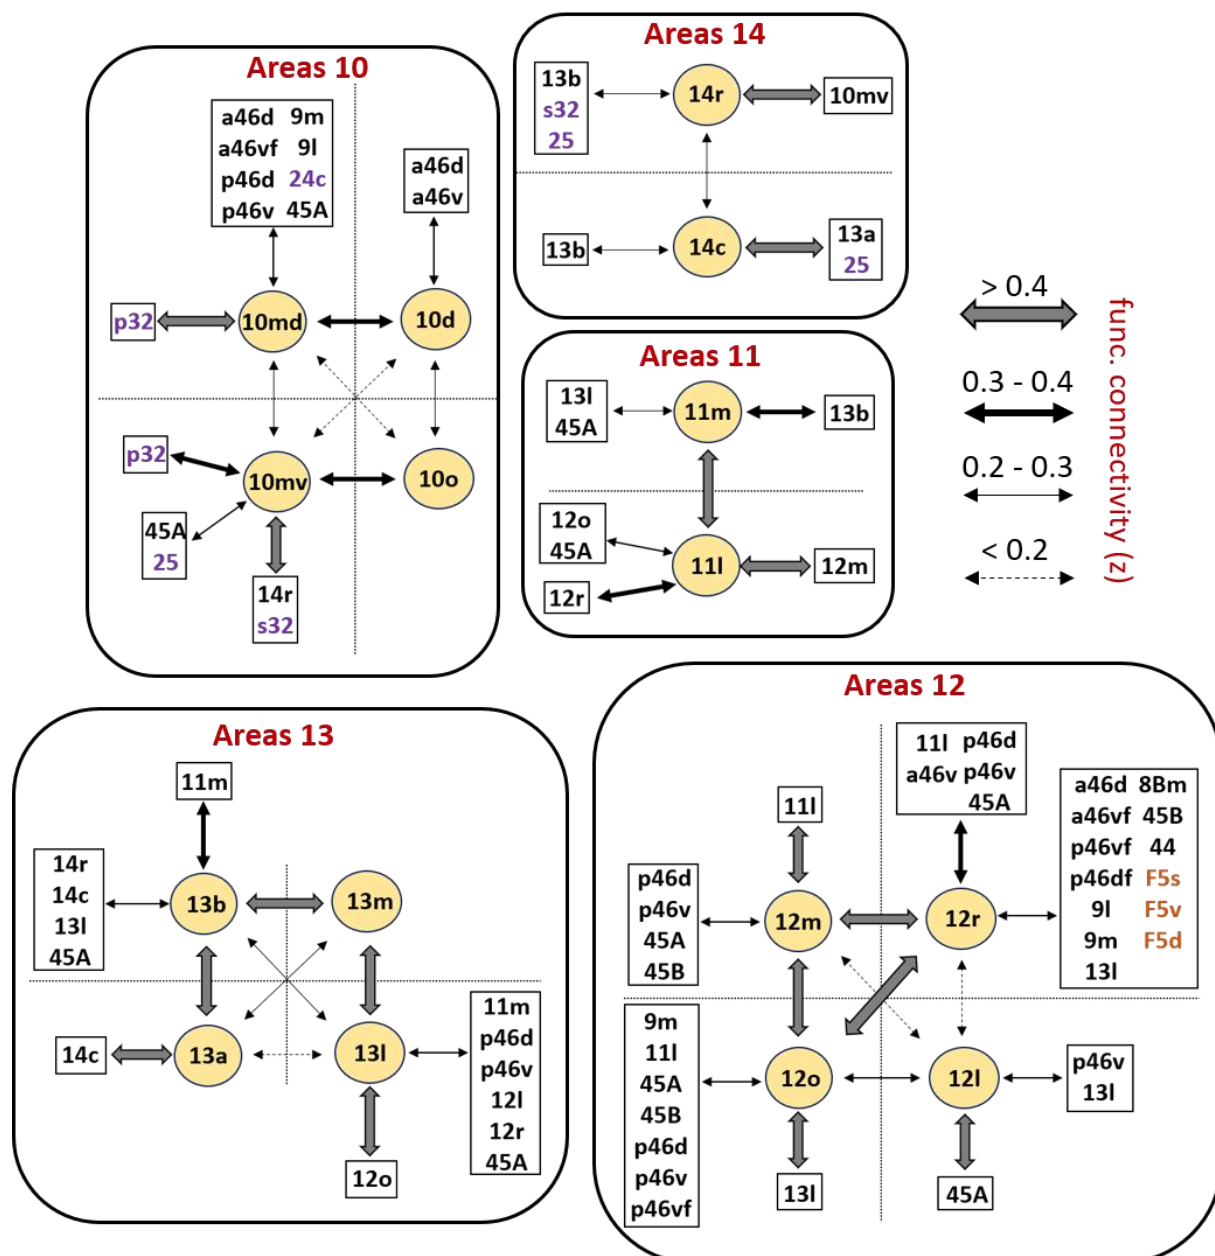 Areas 10
a46d 9m
a46vf 9l
p46d 24c
p46v 45A
a46d
a46v
p32
10md
10d
p32
10mv
10o
45A
25
14r
s32
Areas 14
13b
s32
25
14r
10mv
13b
14c
13a
25
Areas 11
13l
45A
11m
13b
12o
45A
12r
11l
12m
> 0.4
0.3 - 0.4
0.2 - 0.3
< 0.2
func. connectivity (z)
Areas 13
11m
14r
14c
13l
45A
13b
13m
14c
13a
13l
11m
p46d
p46v
12l
12r
45A
12o
Areas 12
11l
11l p46d
a46v p46v
45A
a46d 8Bm
a46vf 45B
p46vf 44
p46df F5s
9l F5v
9m F5d
13l
p46d
p46v
45A
45B
12m
12r
9m
11l
45A
45B
p46d
p46v
p46vf
12o
12l
p46v
13l
13l
45A